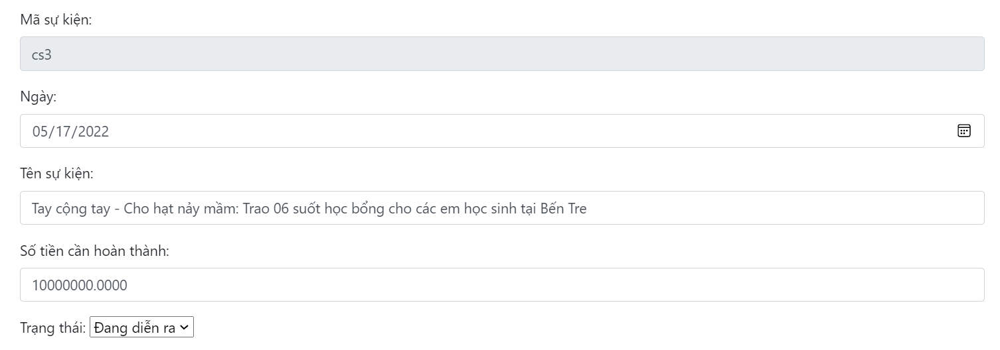 Mã sự kiện:
cs3
Ngày:
05/17/2022
Tên sự kiện:
Tay cộng tay - Cho hạt nảy mầm: Trao 06 suốt học bổng cho các em học sinh tại Bến Tre
Số tiền cần hoàn thành:
10000000.0000
Trạng thái: Đang diễn ra